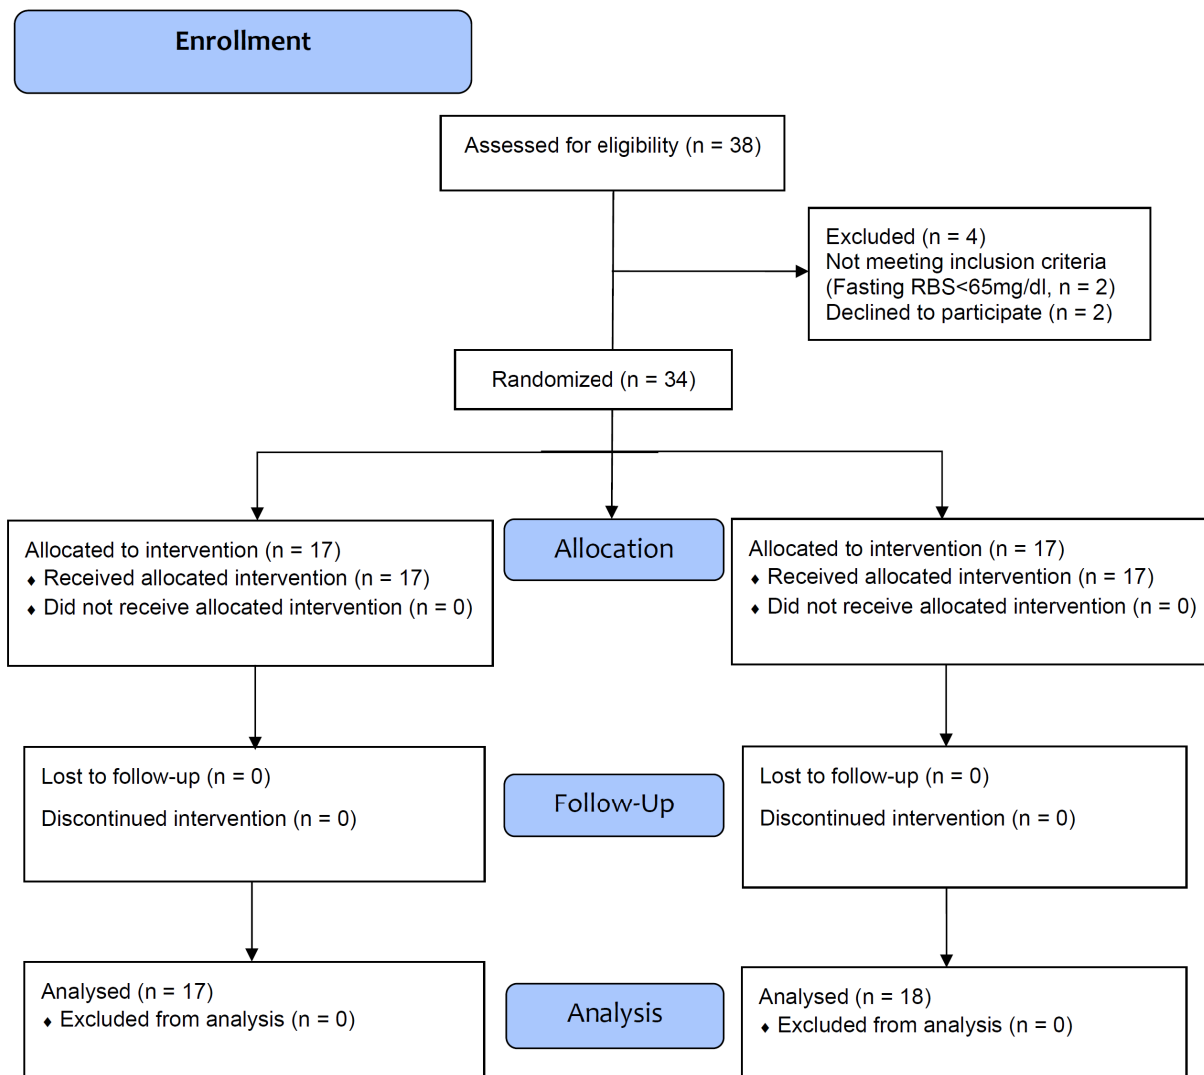 Enrollment
Assessed for eligibility (n = 38)
Excluded (n = 4)
Not meeting inclusion criteria
(Fasting RBS<65mg/dl, n = 2)
Declined to participate (n = 2)
Randomized (n = 34)
Allocated to intervention (n = 17)
♦ Received allocated intervention (n = 17)
♦ Did not receive allocated intervention (n = 0)
Allocation
Allocated to intervention (n = 17)
♦ Received allocated intervention (n = 17)
♦ Did not receive allocated intervention (n = 0)
Lost to follow-up (n = 0)
Discontinued intervention (n = 0)
Follow-Up
Lost to follow-up (n = 0)
Discontinued intervention (n = 0)
Analysed (n = 17)
♦ Excluded from analysis (n = 0)
Analysis
Analysed (n = 18)
♦ Excluded from analysis (n = 0)